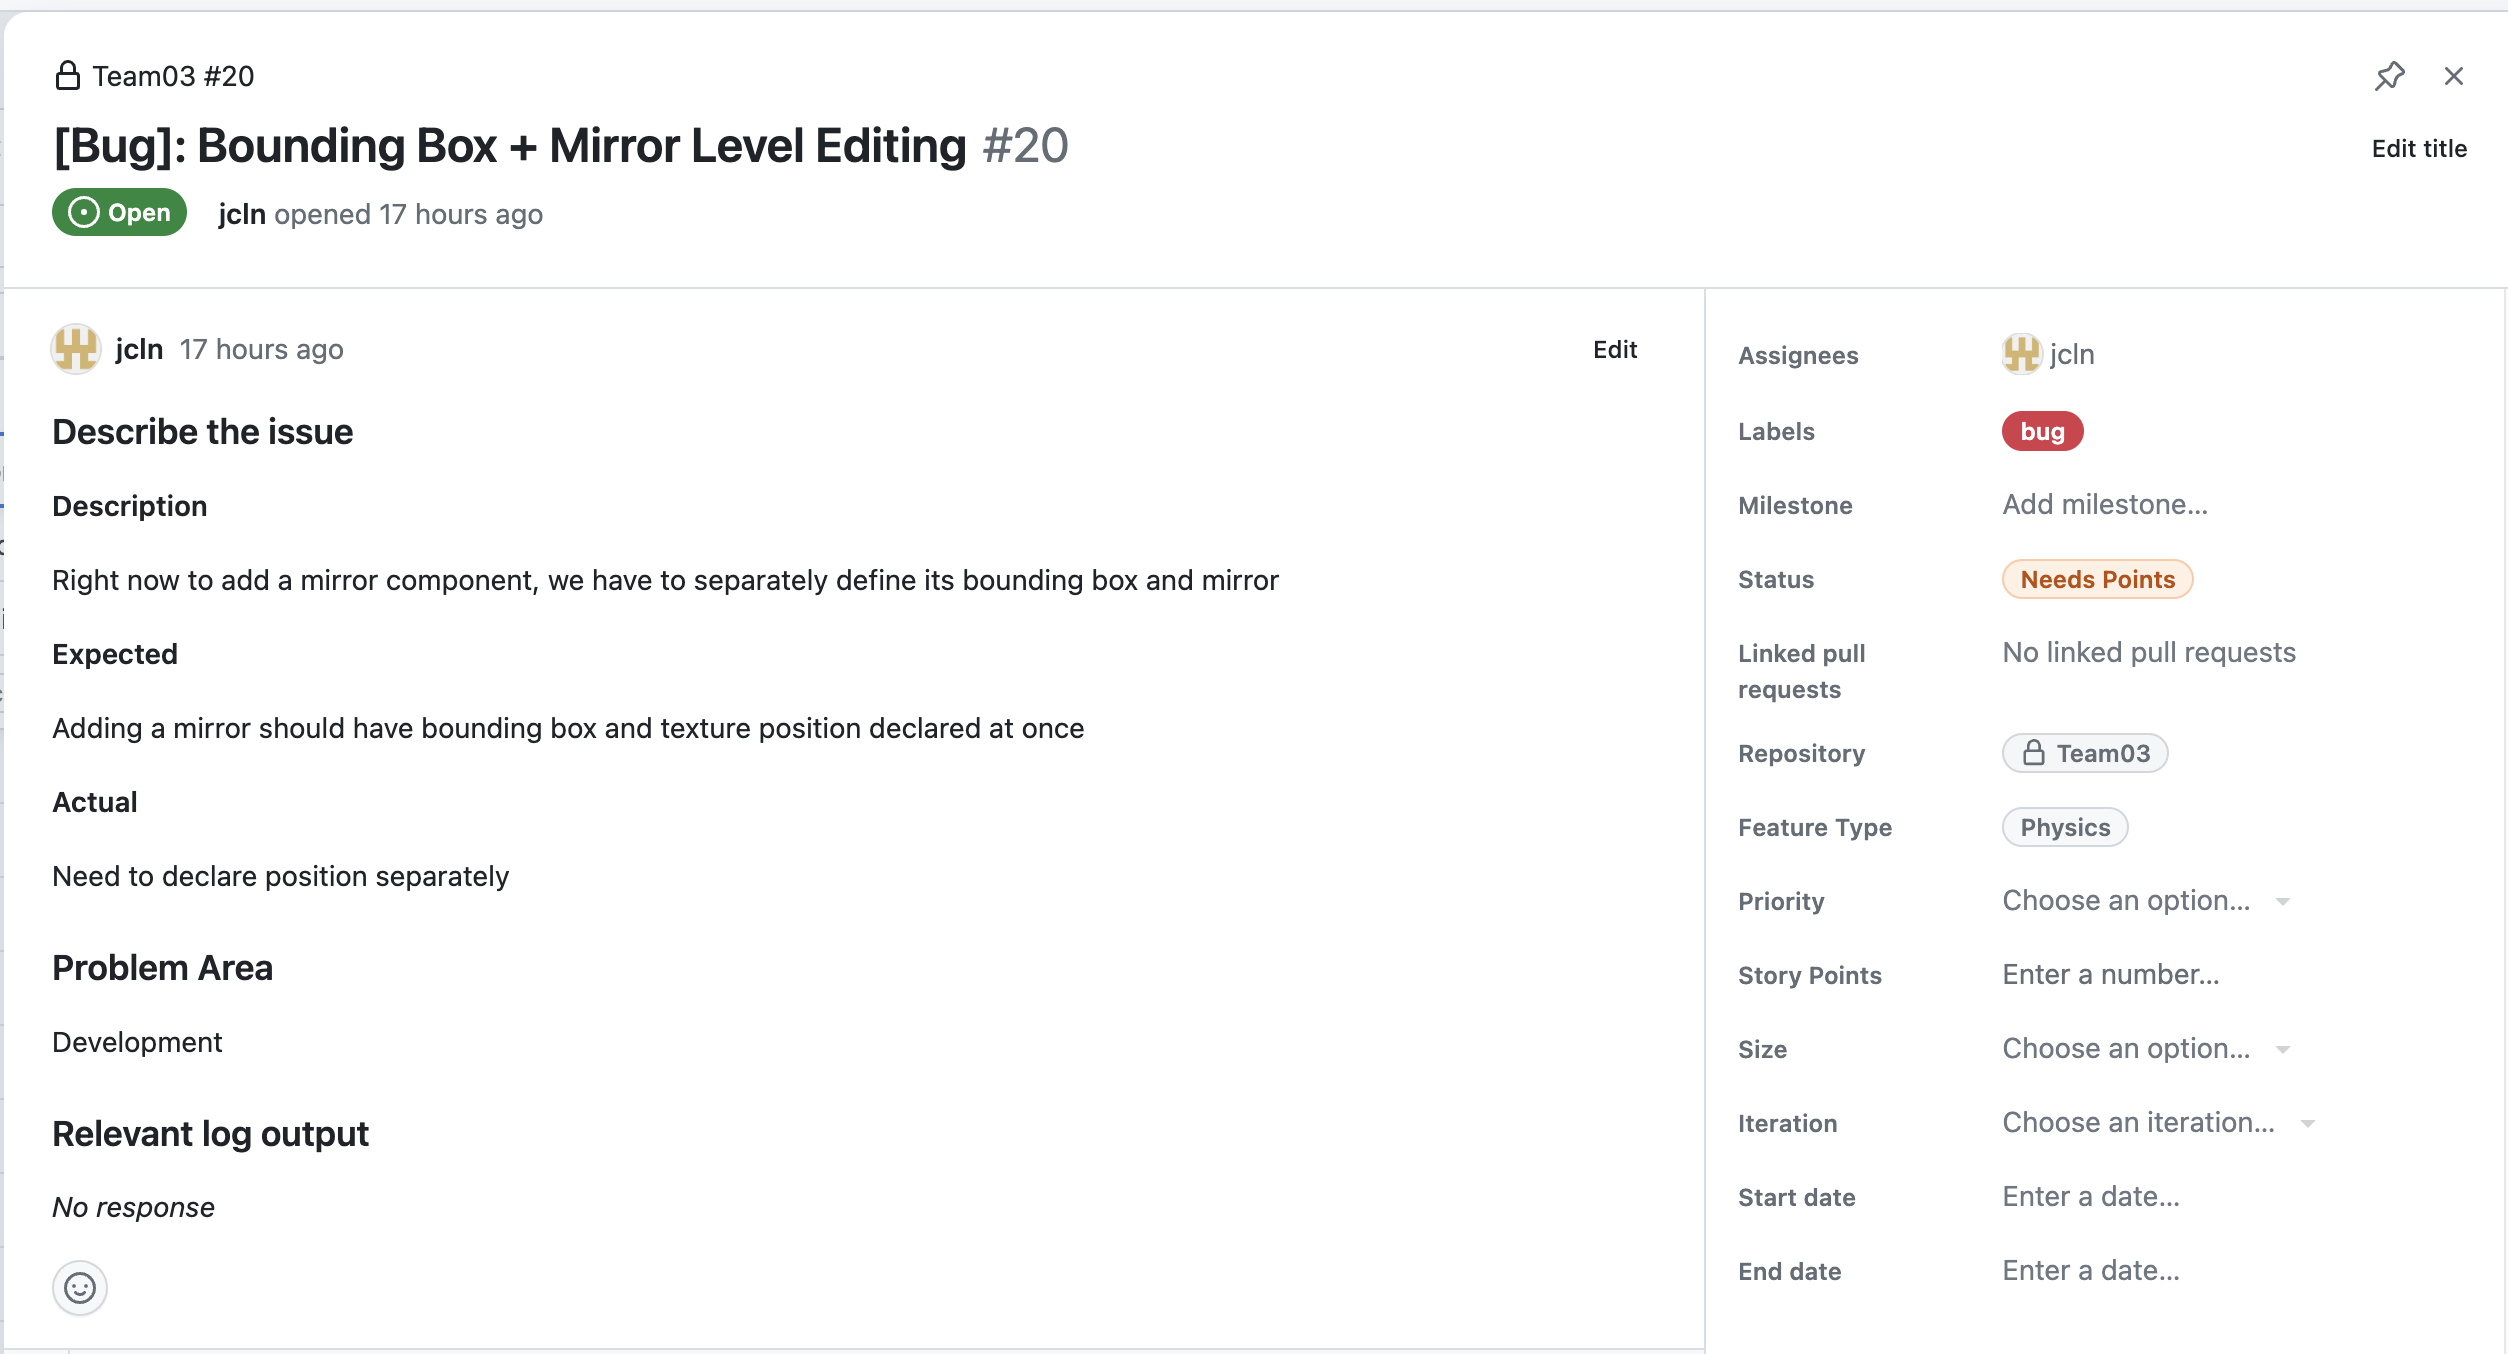 Team03 #20
[Bug]: Bounding Box + Mirror Level Editing #20
Edit title
Open
jcln opened 17 hours ago
jcln 17 hours ago
Edit
Describe the issue
Description
Right now to add a mirror component, we have to separately define its bounding box and mirror
Expected
Adding a mirror should have bounding box and texture position declared at once
Actual
Need to declare position separately
Problem Area
Development
Relevant log output
No response
Assignees
jcln
Labels
bug
Milestone
Add milestone...
Status
Needs Points
Linked pull
requests
No linked pull requests
Repository
Team03
Feature Type
Physics
Priority
Choose an option...
Story Points
Enter a number...
Size
Choose an option...
Iteration
Choose an iteration...
Start date
Enter a date...
End date
Enter a date...